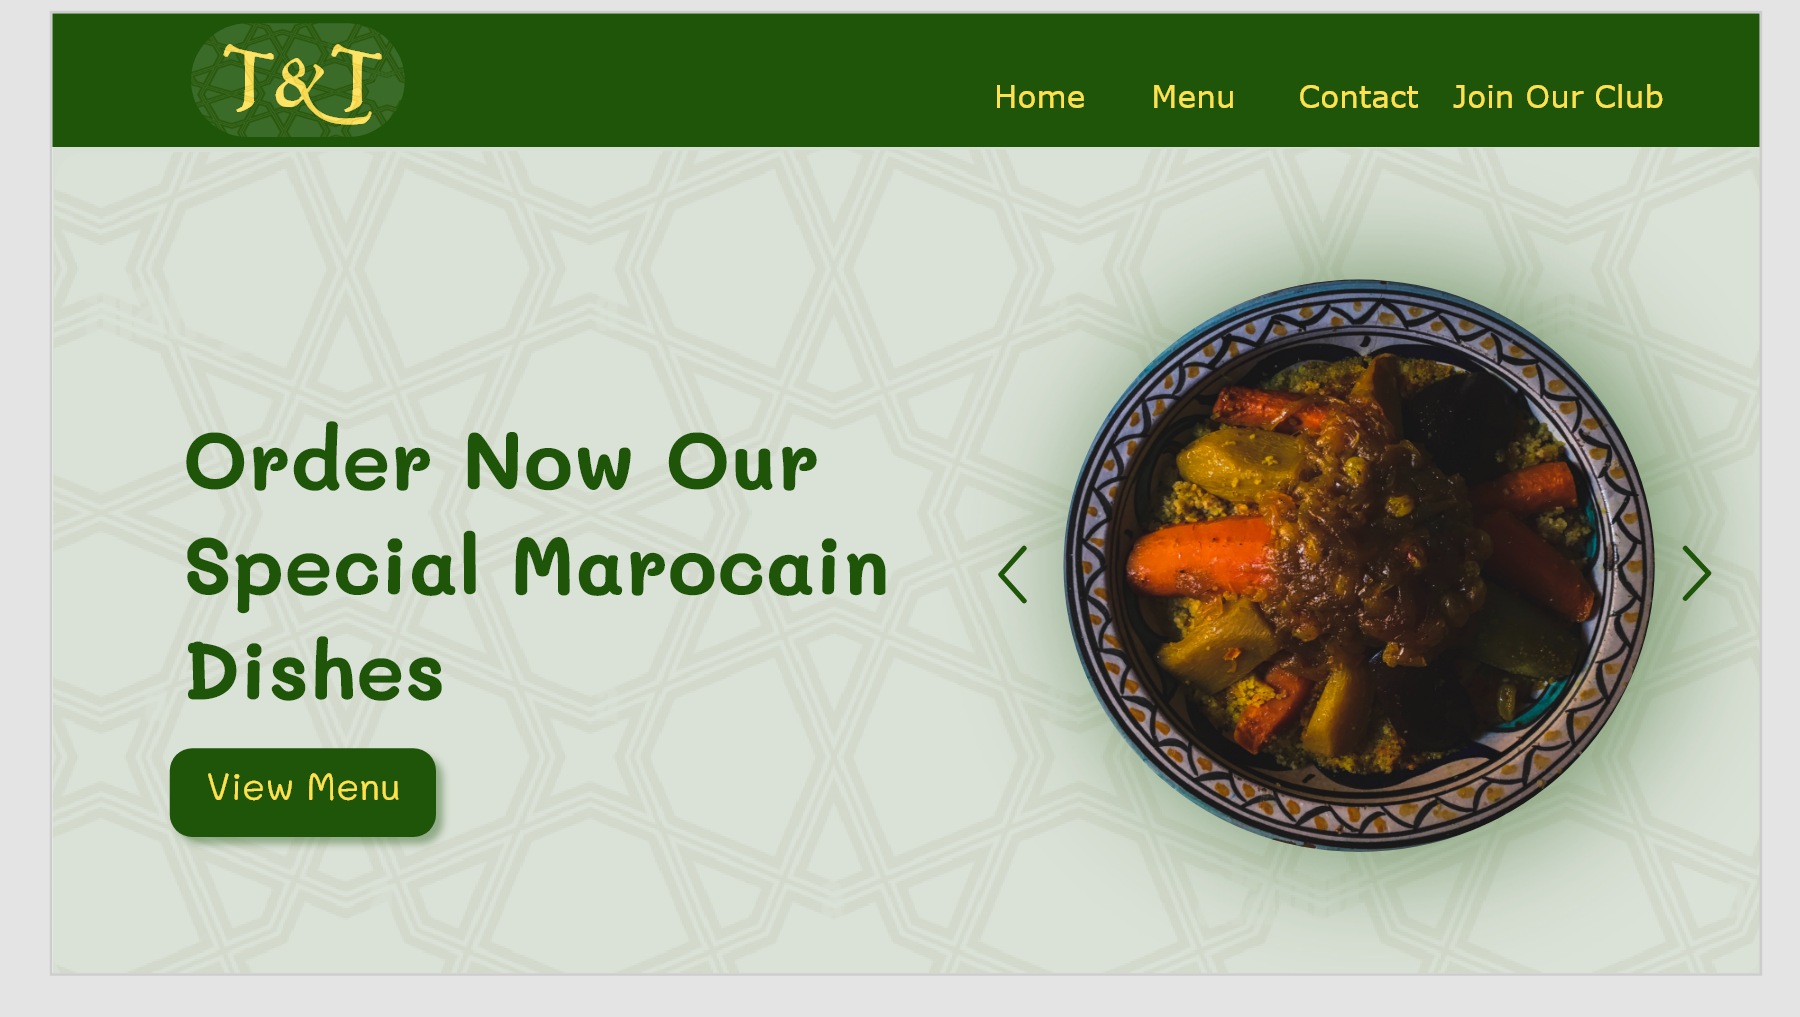 T&T
Home Menu Contact Join Our Club
Order Now Our
Special Marocain
Dishes
View Menu